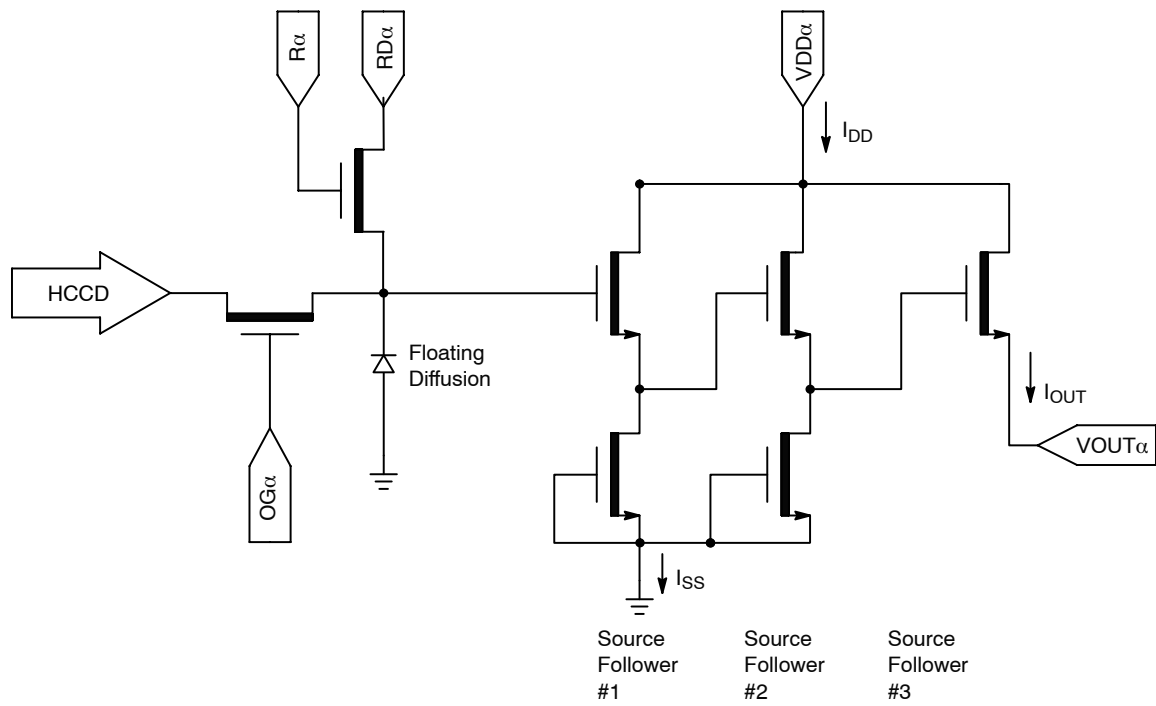 Rα
RDα
VDDα
IDD
HCCD
Floating
Diffusion
OGα
IOUT
VOUTα
ISS
Source
Follower
#1
Source
Follower
#2
Source
Follower
#3